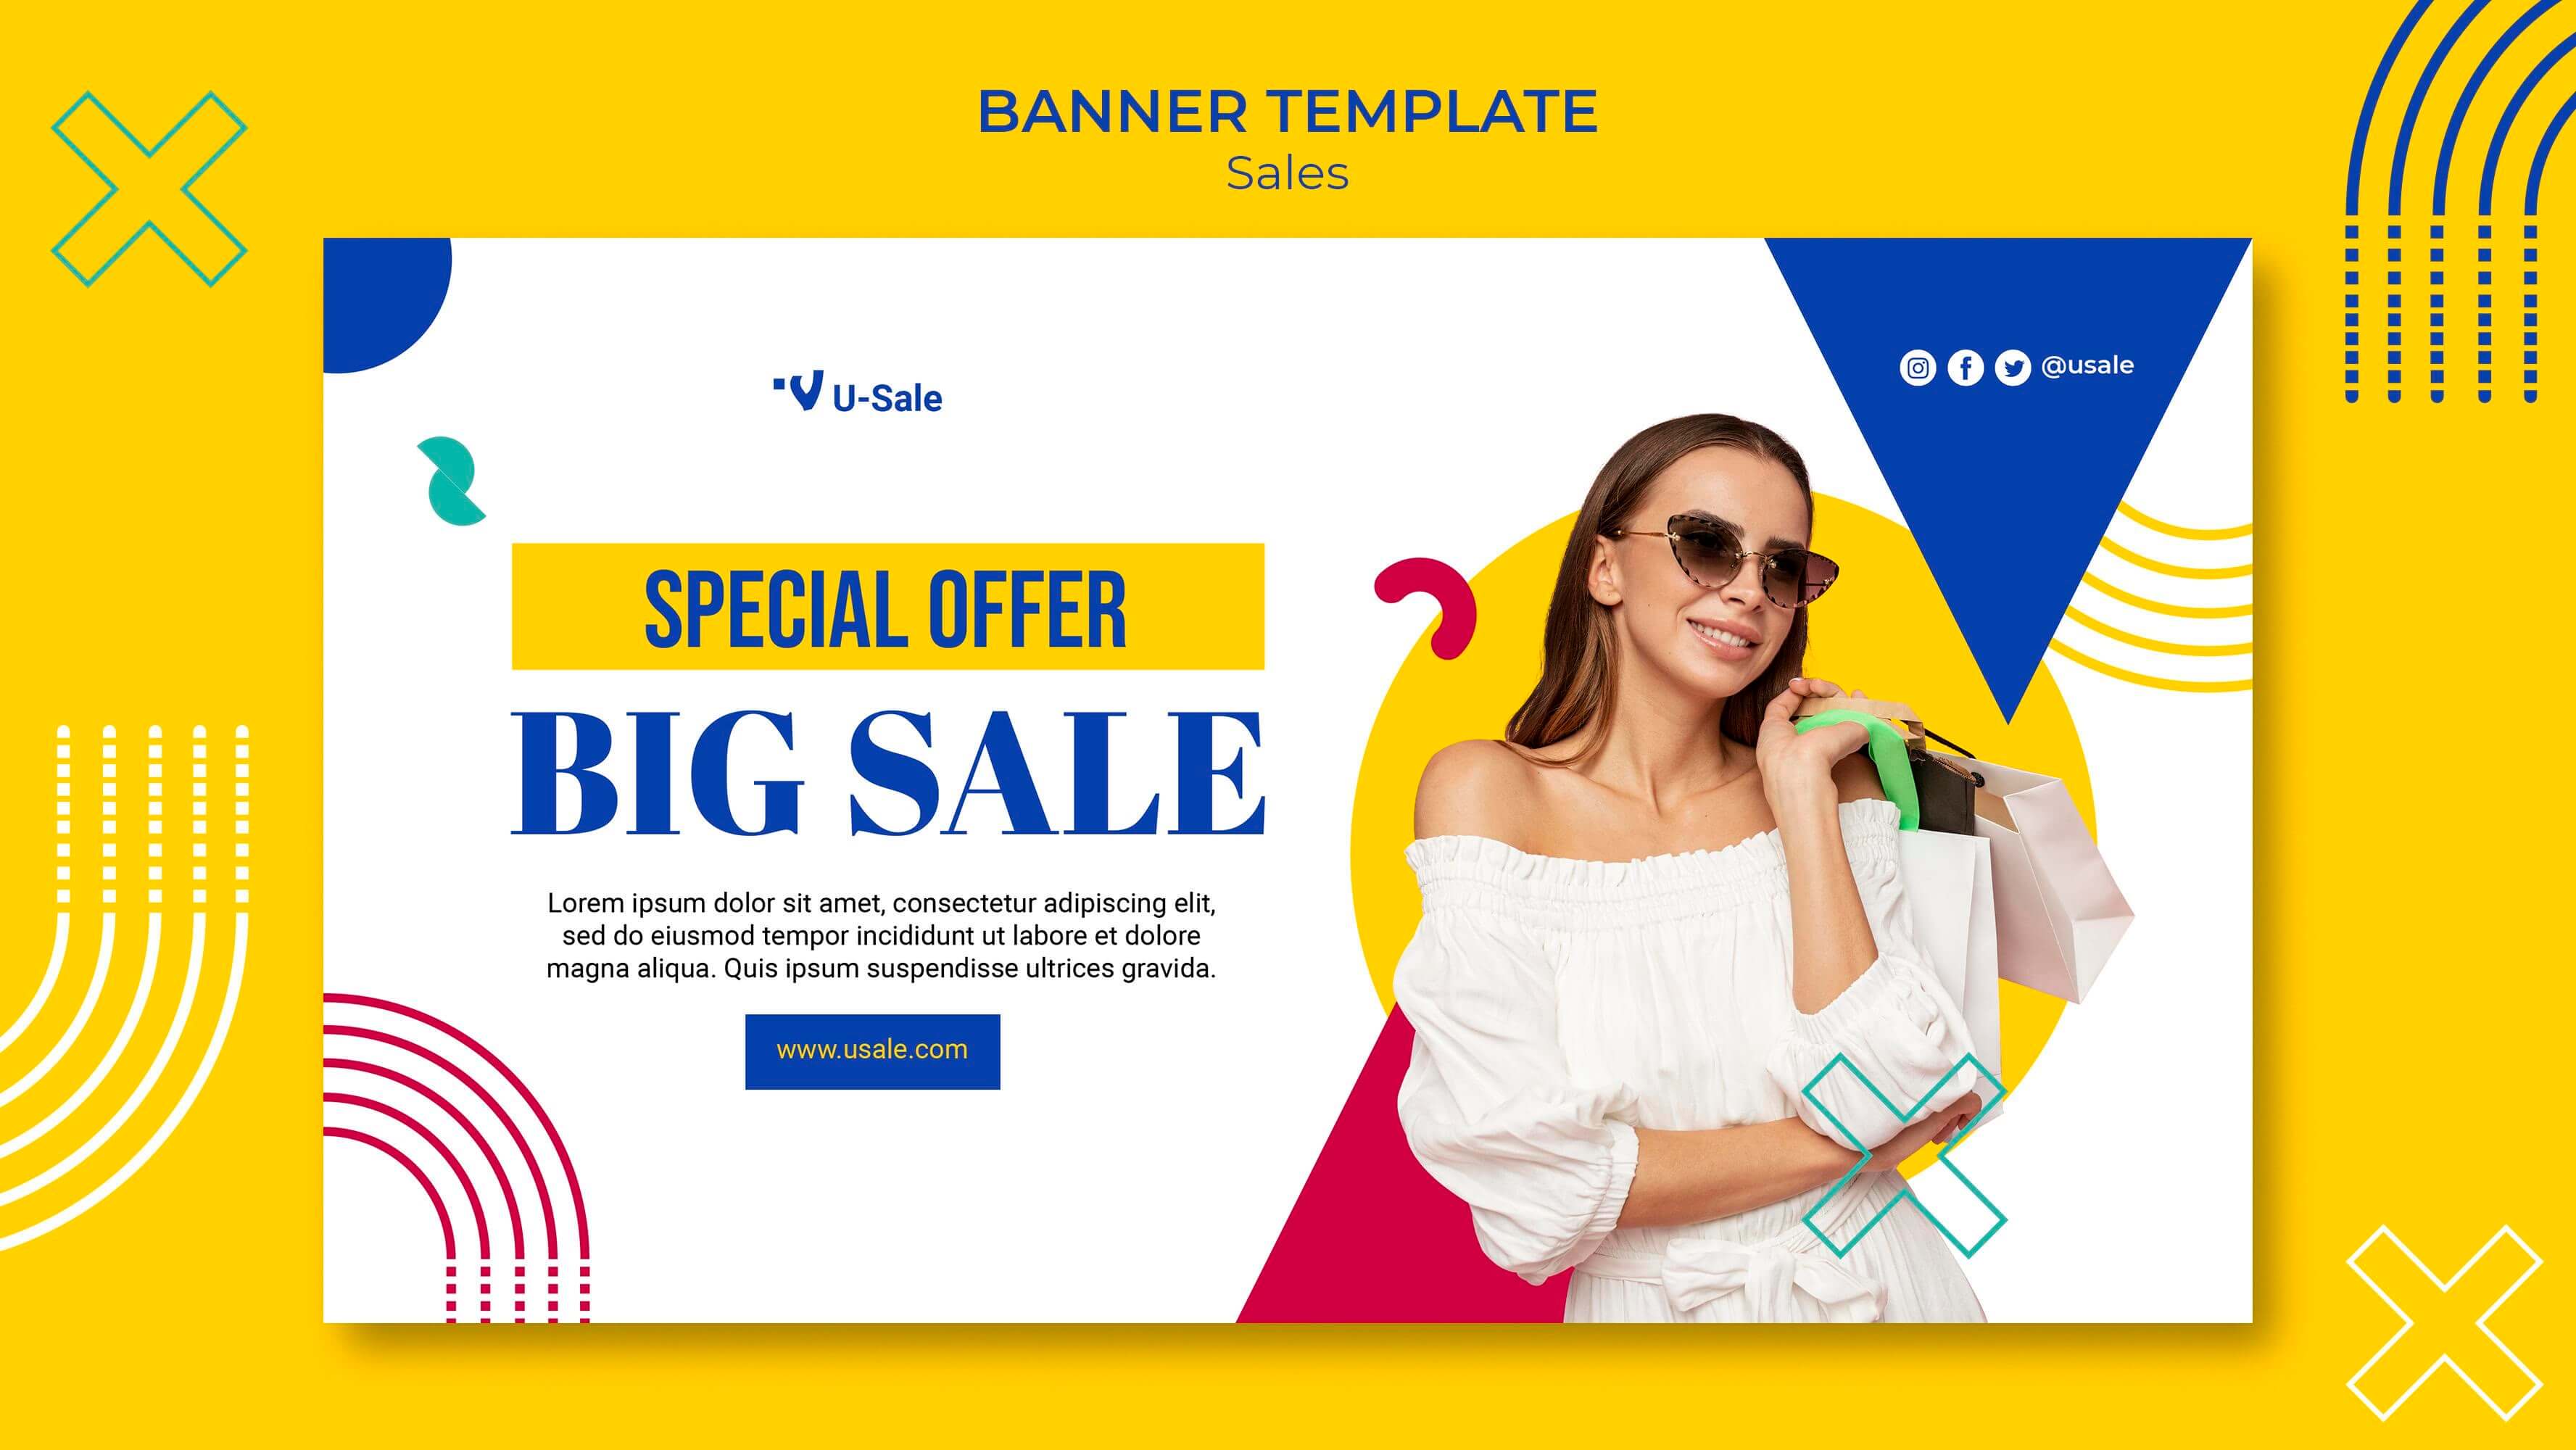 BANNER TEMPLATE
Sales
U-Sale
@usale
SPECIAL OFFER
BIG SALE
Lorem ipsum dolor sit amet, consectetur adipiscing elit,
sed do eiusmod tempor incididunt ut labore et dolore
magna aliqua. Quis ipsum suspendisse ultrices gravida.
www.usale.com